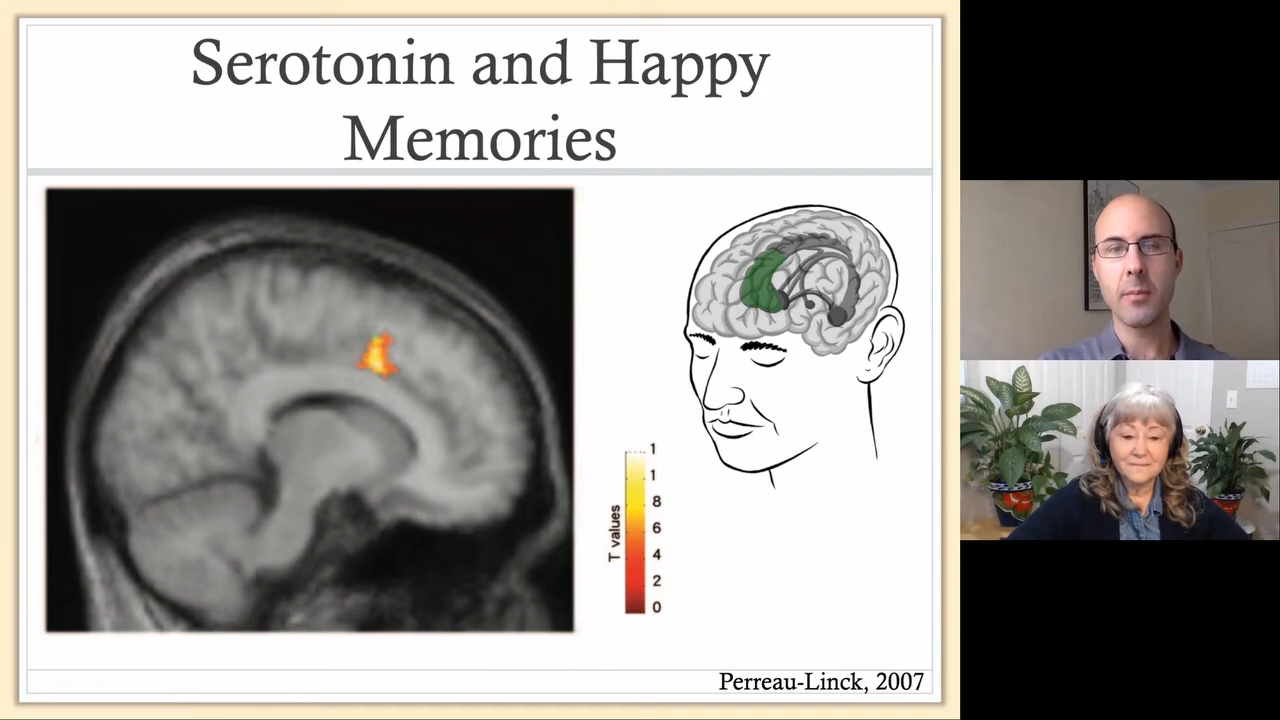 Serotonin and Happy
Memories
1
1
8
6
4
2
0
T values
Perreau-Linck, 2007